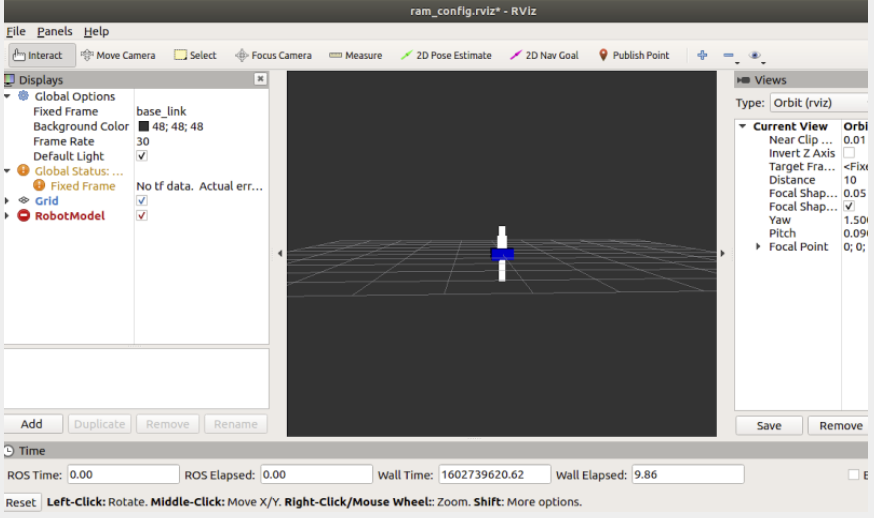 ram_config.rviz* - RViz
File Panels Help
Interact Move Camera Select Focus Camera Measure 2D Pose Estimate 2D Nav Goal Publish Point
Displays
Global Options
Fixed Frame base_link
Background Color 48; 48; 48
Frame Rate 30
Default Light
Global Status: ...
Fixed Frame No tf data. Actual err...
Grid
RobotModel
Add Duplicate Remove Rename
Views
Type: Orbit (rviz)
Current View Orbi
Near Clip ... 0.01
Invert Z Axis
Target Fra... <Fixe
Distance 10
Focal Shap... 0.05
Focal Shap...
Yaw 1.50
Pitch 0.090
Focal Point 0; 0;
Save Remove
Time
ROS Time: 0.00 ROS Elapsed: 0.00 Wall Time: 1602739620.62 Wall Elapsed: 9.86
Reset Left-Click: Rotate. Middle-Click: Move X/Y. Right-Click/Mouse Wheel:: Zoom. Shift: More options.